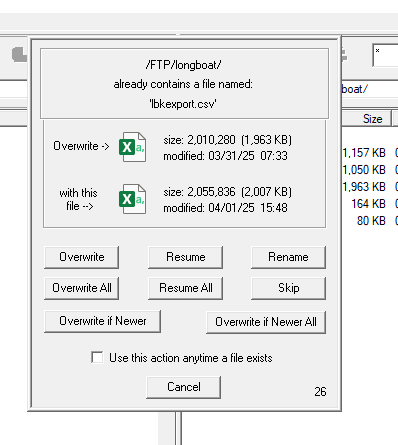 *
/FTP/longboat/
already contains a file named:
'lbkexport.csv'
boat/
Size
Overwrite ->
size: 2,010,280 (1,963 KB)
modified: 03/31/25 07:33
with this
file -->
size: 2,055,836 (2,007 KB)
modified: 04/01/25 15:48
1,157 KB
1,050 KB
1,963 KB
164 KB
80 KB
Overwrite
Resume
Rename
Overwrite All
Resume All
Skip
Overwrite if Newer
Overwrite if Newer All
Use this action anytime a file exists
Cancel
26